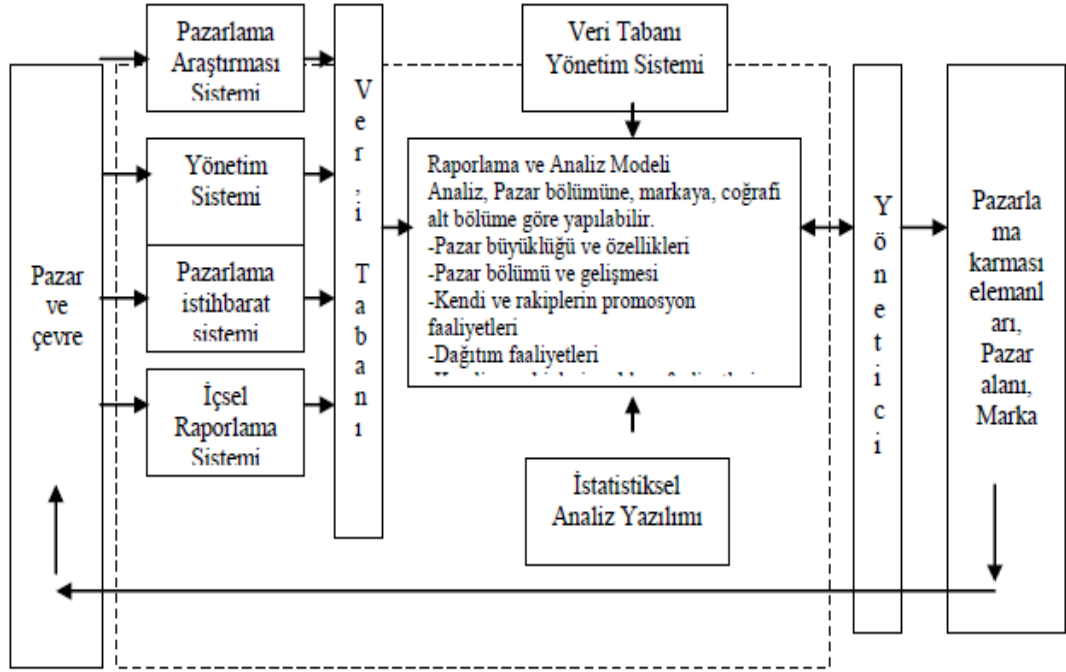 Pazar
ve
çevre
Pazarlama
Araştırması
Sistemi
Yönetim
Sistemi
Pazarlama
istihbarat
sistemi
İçsel
Raporlama
Sistemi
Ver,i Tabanı
Veri Tabanı
Yönetim Sistemi
Raporlama ve Analiz Modeli
Analiz, Pazar bölümüne, markaya, coğrafi
alt bölüme göre yapılabilir.
-Pazar büyüklüğü ve özellikleri
-Pazar bölümü ve gelişmesi
-Kendi ve rakiplerin promosyon
faaliyetleri
-Dağıtım faaliyetleri
İstatistiksel
Analiz Yazılımı
Yönetici
Pazarla
ma
karması
elemanl
arı,
Pazar
alanı,
Marka